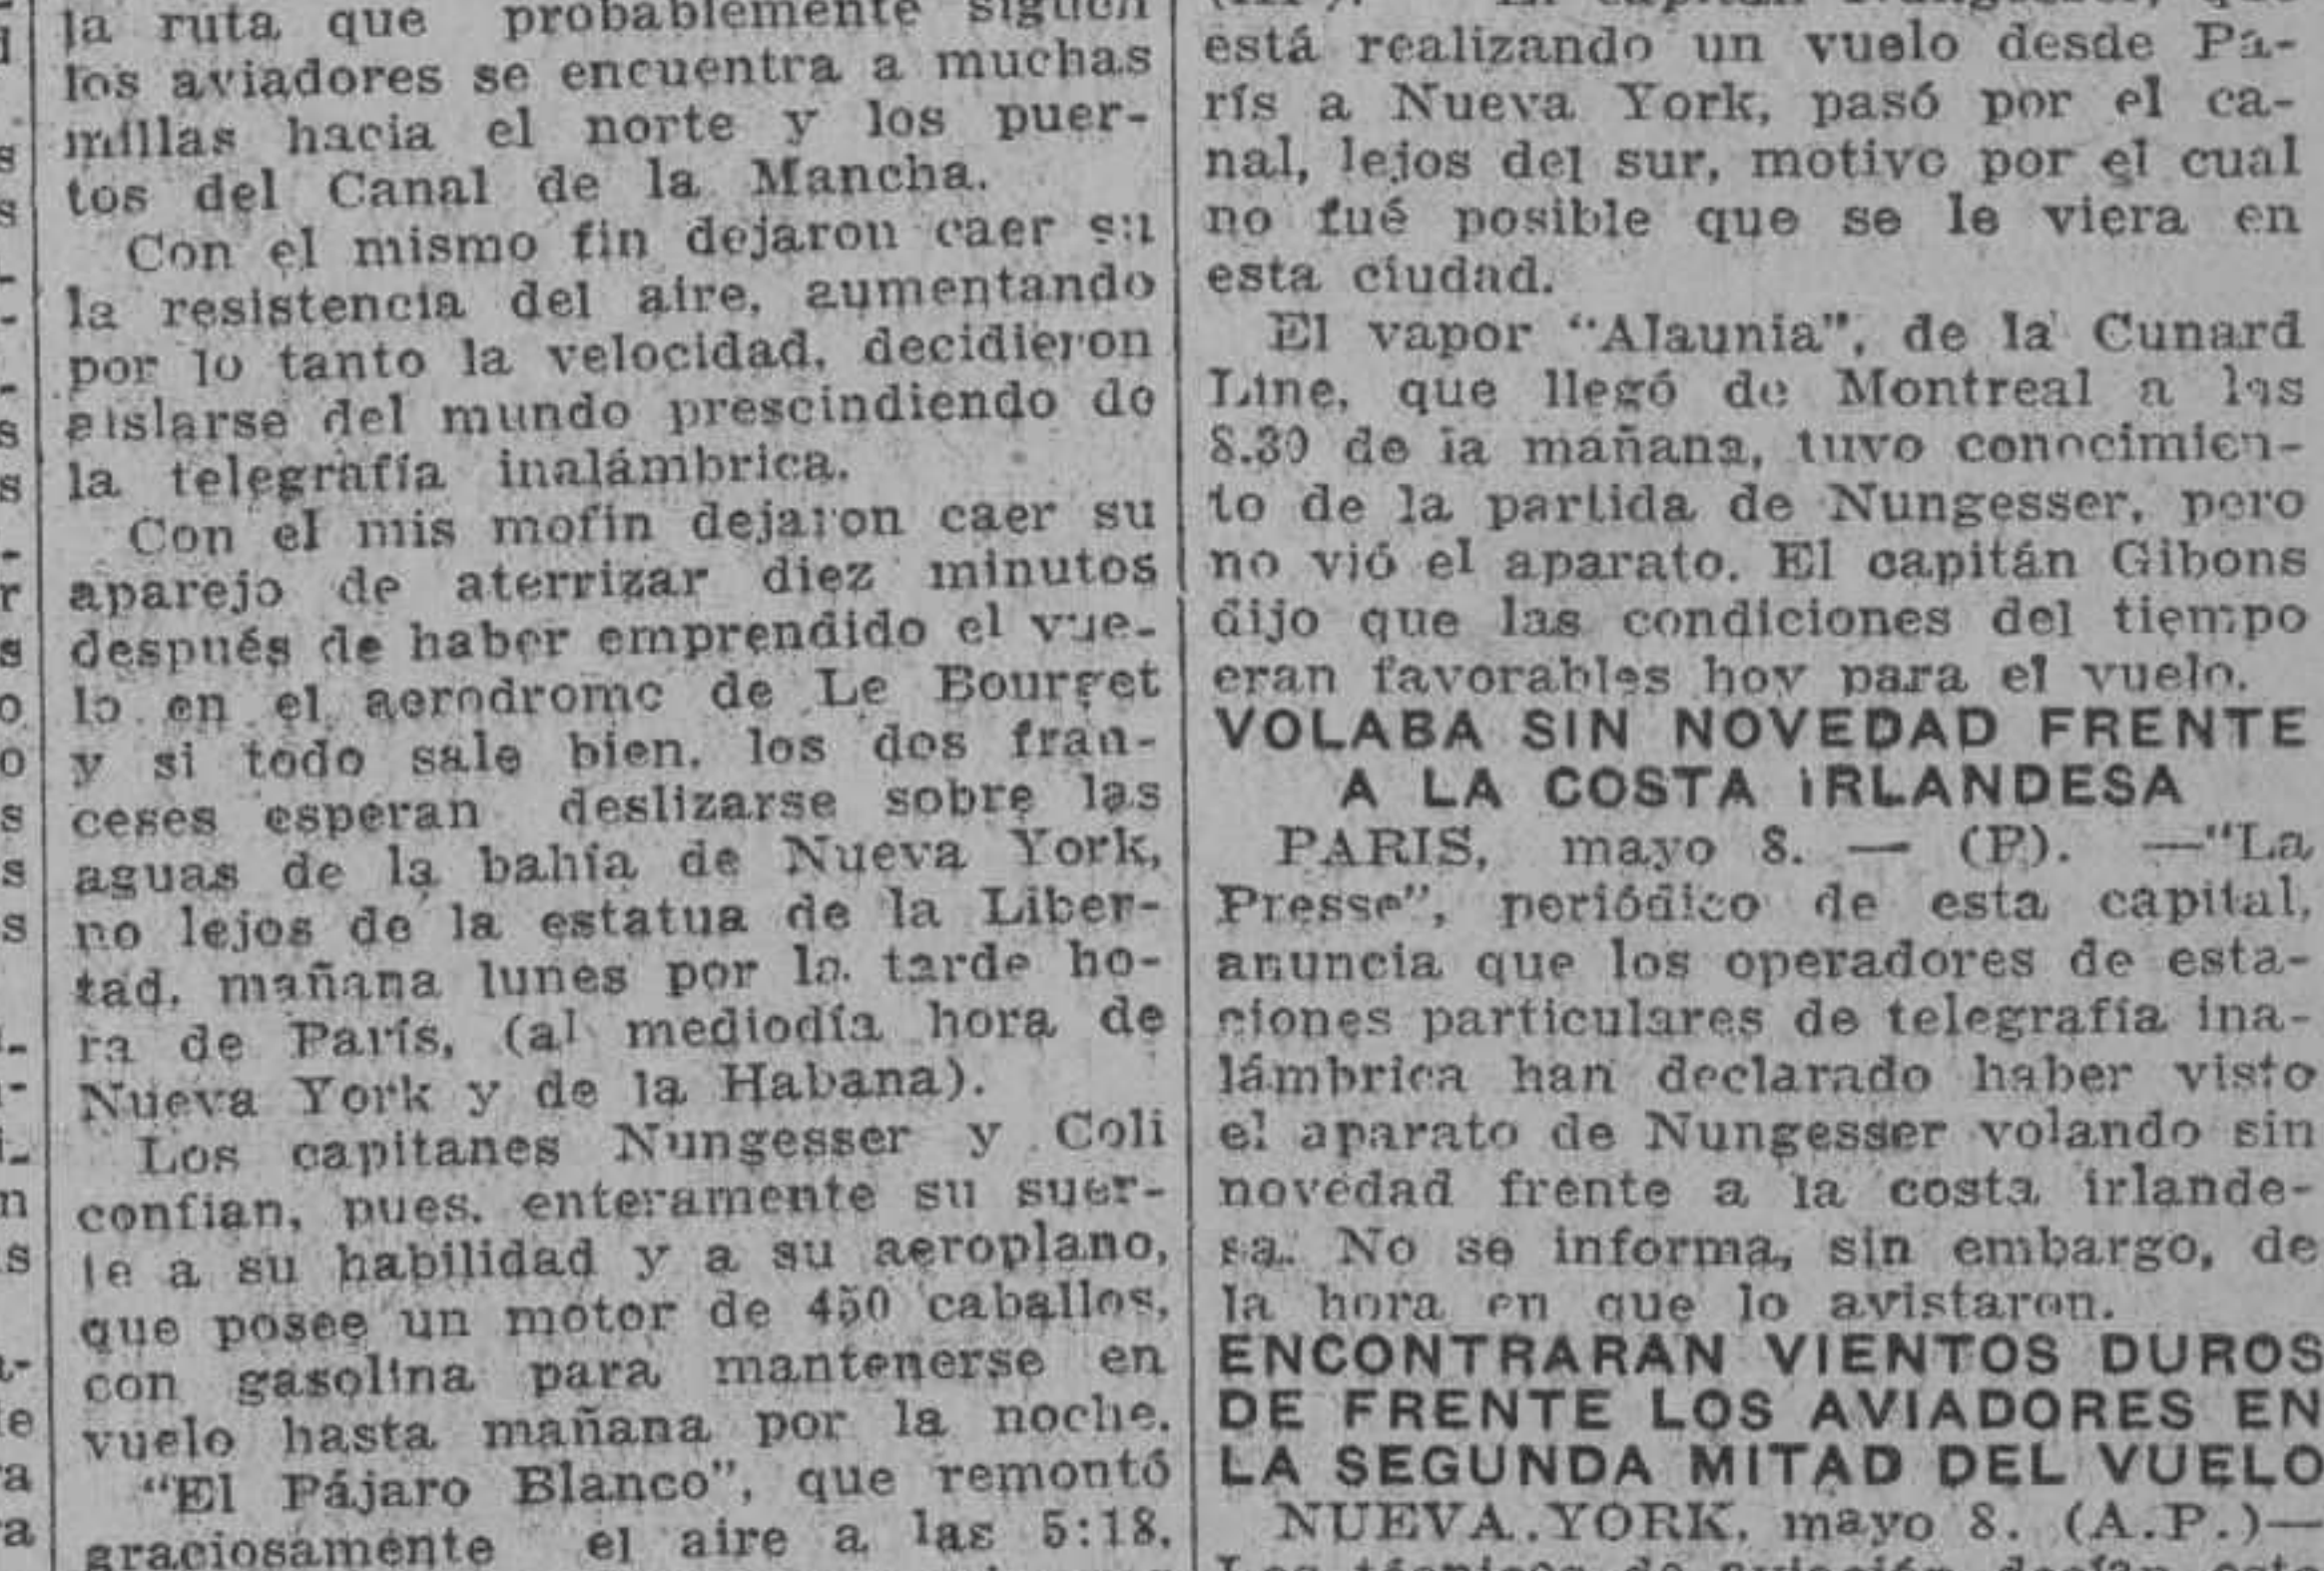 la ruta que probablemente siguen
los aviadores se encuentra a muchas
millas hacia el norte y los puer-
tos del Canal de la Mancha.
Con el mismo fin dejaron caer su
la resistencia del aire, aumentando
por lo tanto la velocidad, decidieron
aislarse del mundo prescindiendo de
la telegrafía inalámbrica.
Con el mis mofin dejaron caer su
aparejo de aterrizar diez minutos
después de haber emprendido el vue-
lo en el aerodromo de Le Bourget
y si todo sale bien, los dos fran-
ceses esperan deslizarse sobre las
aguas de la bahía de Nueva York,
no lejos de la estatua de la Liber-
tad, mañana lunes por la tarde ho-
ra de París, (al mediodía hora de
Nueva York y de la Habana).
Los capitanes Nungesser y Coli
confian, pues, enteramente su suer-
te a su habilidad y a su aeroplano,
que posee un motor de 450 caballos,
con gasolina para mantenerse en
vuelo hasta mañana por la noche.
"El Pájaro Blanco", que remontó
graciosamente el aire a las 5:18,
está realizando un vuelo desde Pa-
rís a Nueva York, pasó por el ca-
nal, lejos del sur, motivo por el cual
no fué posible que se le viera en
esta ciudad.
El vapor "Alaunia", de la Cunard
Line, que llegó de Montreal a las
8.30 de la mañana, tuvo conocimien-
to de la partida de Nungesser, pero
no vió el aparato. El capitán Gibons
dijo que las condiciones del tiempo
eran favorables hoy para el vuelo.
VOLABA SIN NOVEDAD FRENTE
A LA COSTA IRLANDESA
PARIS, mayo 8. — (P). —"La
Presse", periódico de esta capital,
anuncia que los operadores de esta-
ciones particulares de telegrafía ina-
lámbrica han declarado haber visto
el aparato de Nungesser volando sin
novedad frente a la costa irlande-
sa. No se informa, sin embargo, de
la hora en que lo avistaron.
ENCONTRARAN VIENTOS DUROS
DE FRENTE LOS AVIADORES EN
LA SEGUNDA MITAD DEL VUELO
NUEVA YORK, mayo 8. (A.P.)—